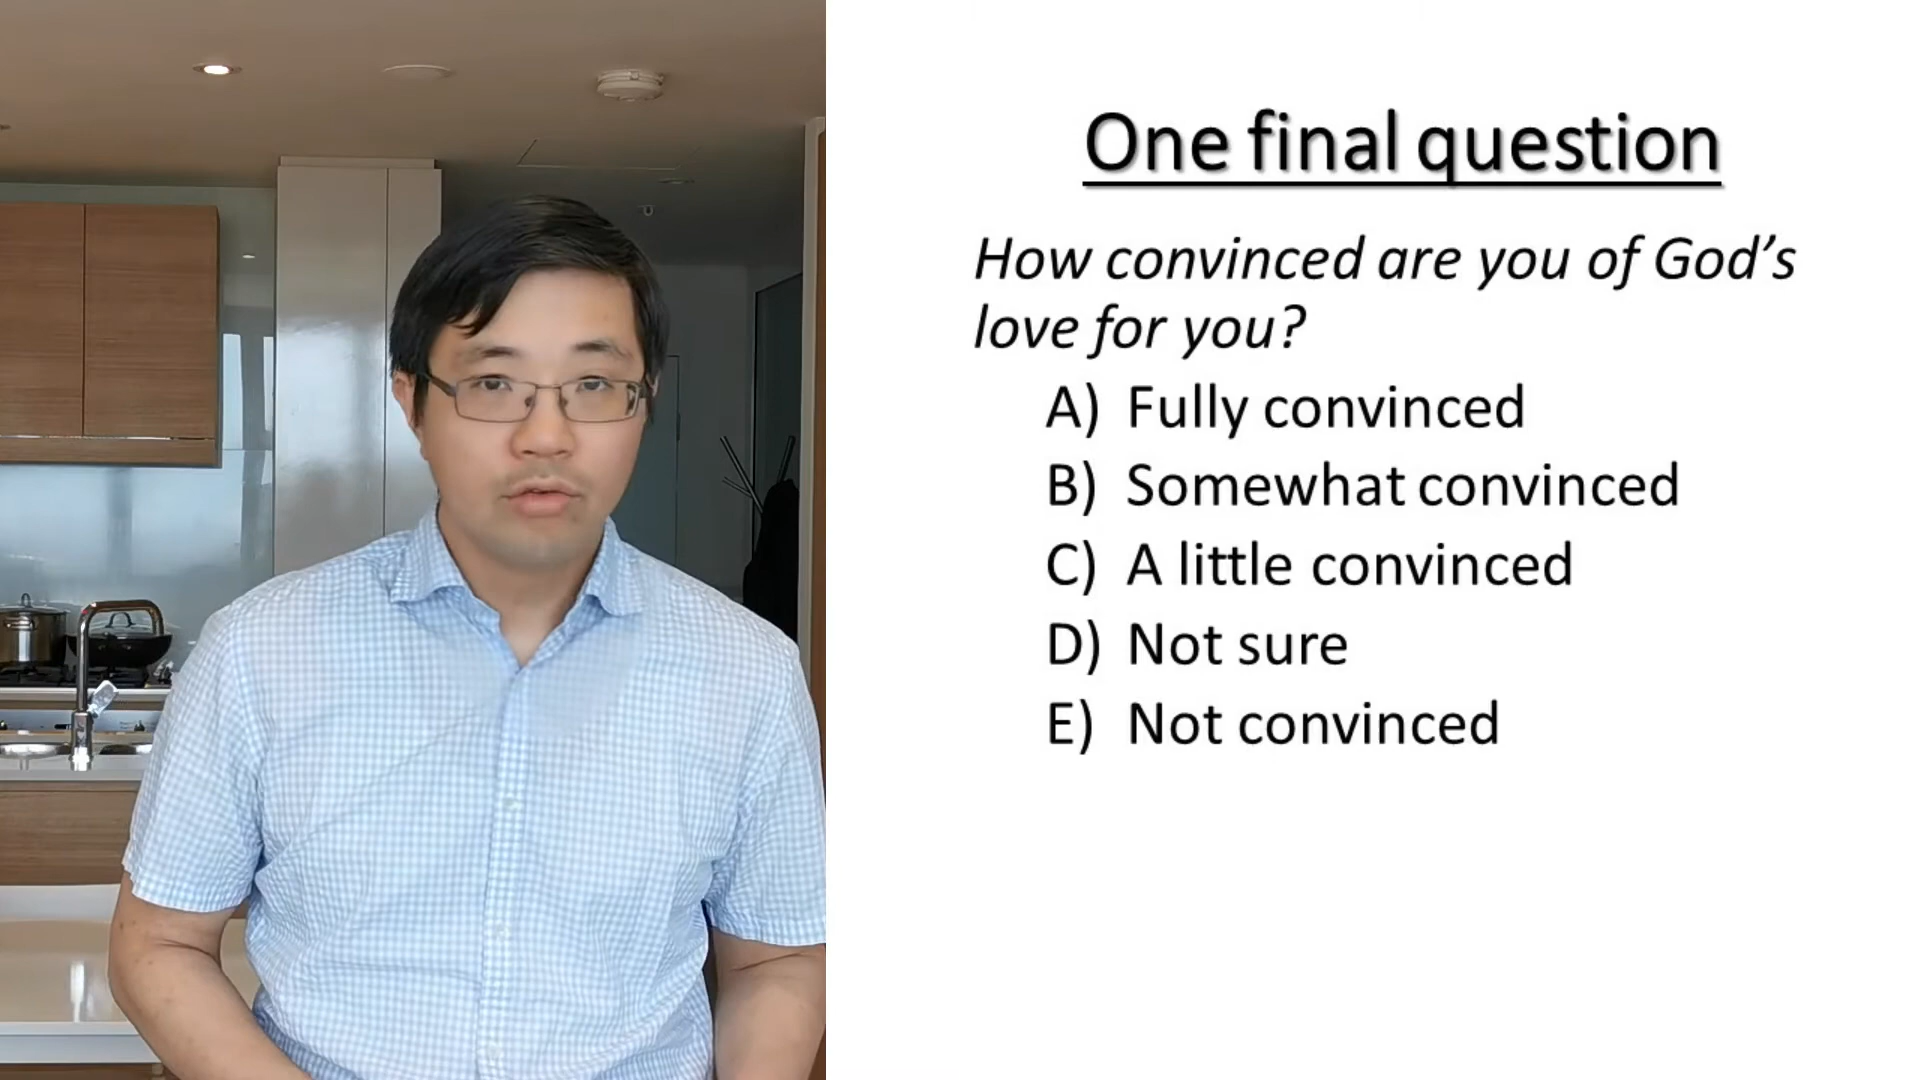 One final question
How convinced are you of God’s
love for you?
A) Fully convinced
B) Somewhat convinced
C) A little convinced
D) Not sure
E) Not convinced